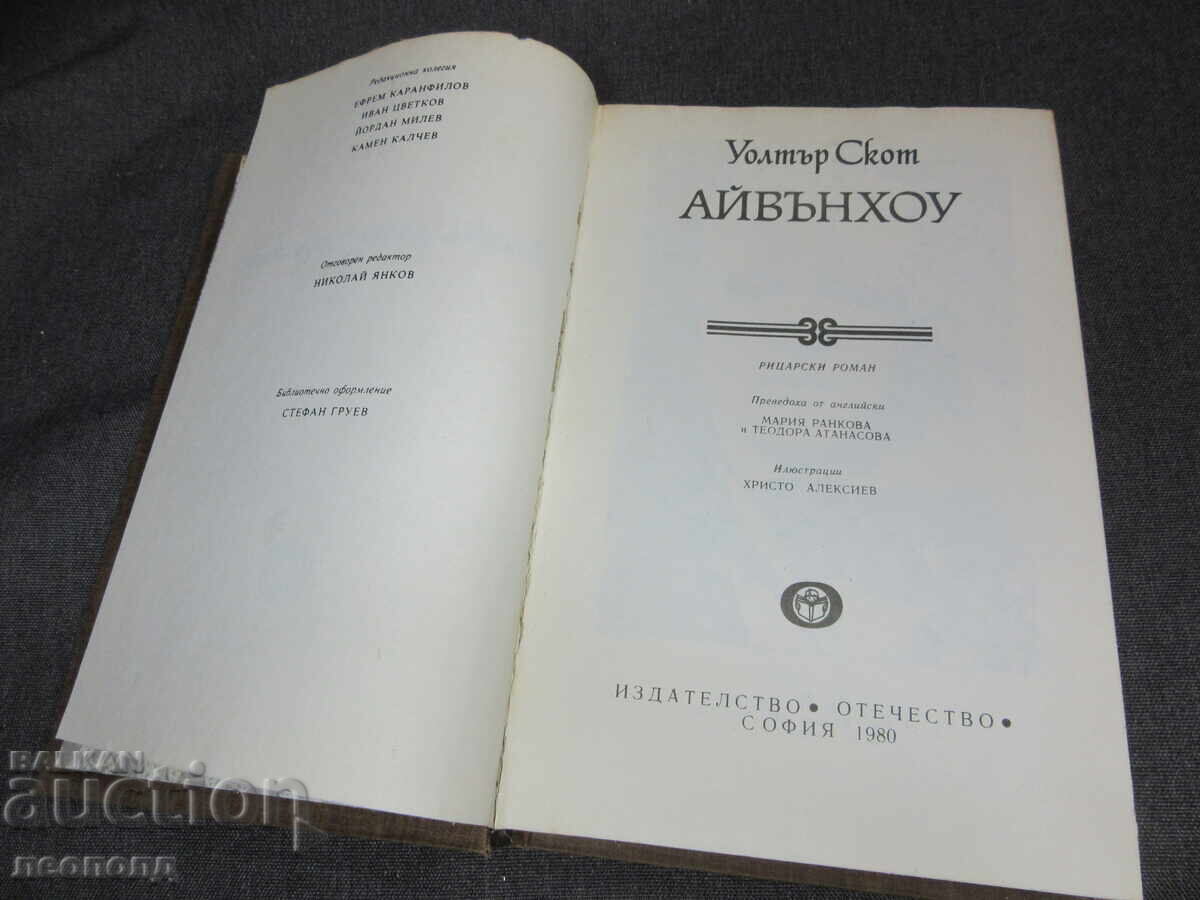 Редакционна колегия
ЕФРЕМ КАРАНФИЛОВ
ИВАН ЦВЕТКОВ
ЙОРДАН МИЛЕВ
КАМЕН КАЛЧЕВ
Отговорен редактор
НИКОЛАЙ ЯНКОВ
Библиотечно оформление
СТЕФАН ГРУЕВ
Уолтър Скот
АЙВЪНХОУ
РИЦАРСКИ РОМАН
Преведоха от английски
МАРИЯ РАНКОВА
и ТЕОДОРА АТАНАСОВА
Илюстрации
ХРИСТО АЛЕКСИЕВ
ИЗДАТЕЛСТВО • ОТЕЧЕСТВО •
СОФИЯ 1980
BALKAN
auction
леополд